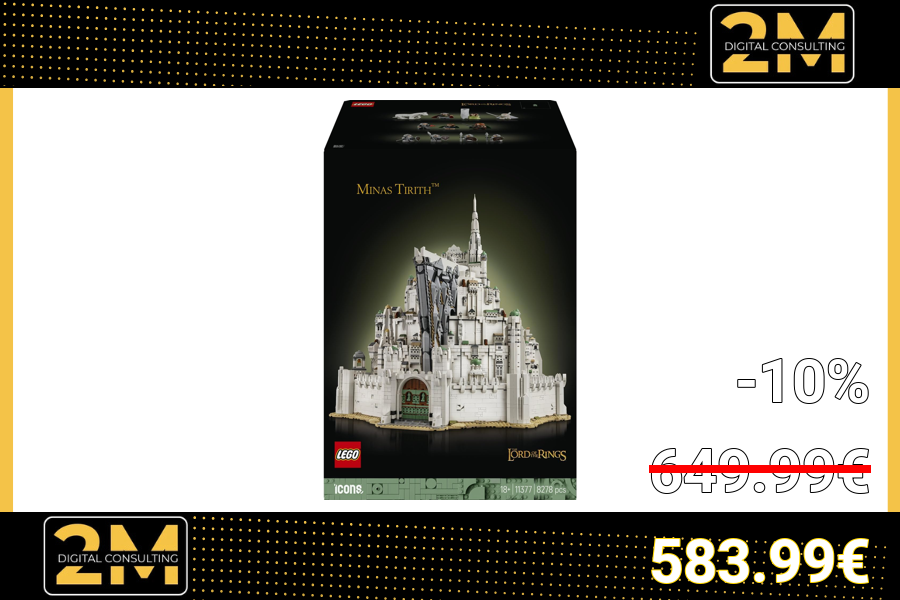 2M
DIGITAL CONSULTING
LEGO
MINAS TIRITH™
LEGO
THE LORD OF THE RINGS
ICONS.
18+ 11377 8278 pcs
-10%
649.99€
2M
DIGITAL CONSULTING
583.99€